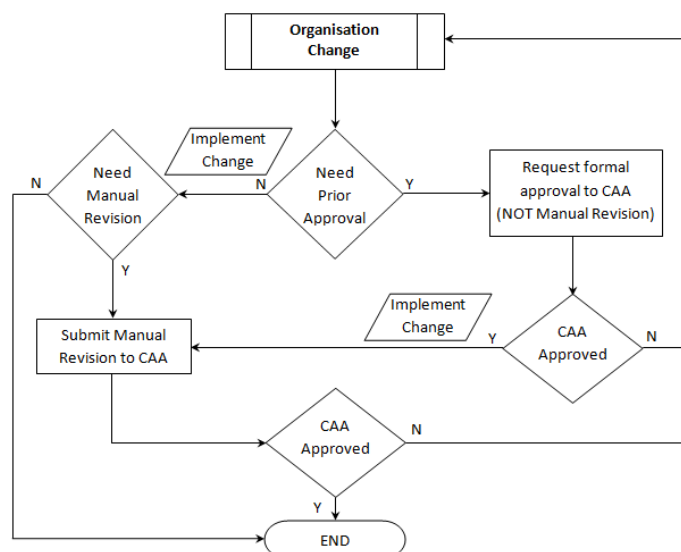 Organisation
Change
Implement
Change
Need
Manual
Revision
N
Y
Need
Prior
Approval
N
Y
Request formal
approval to CAA
(NOT Manual Revision)
Implement
Change
CAA
Approved
Y
N
Submit Manual
Revision to CAA
CAA
Approved
N
Y
END